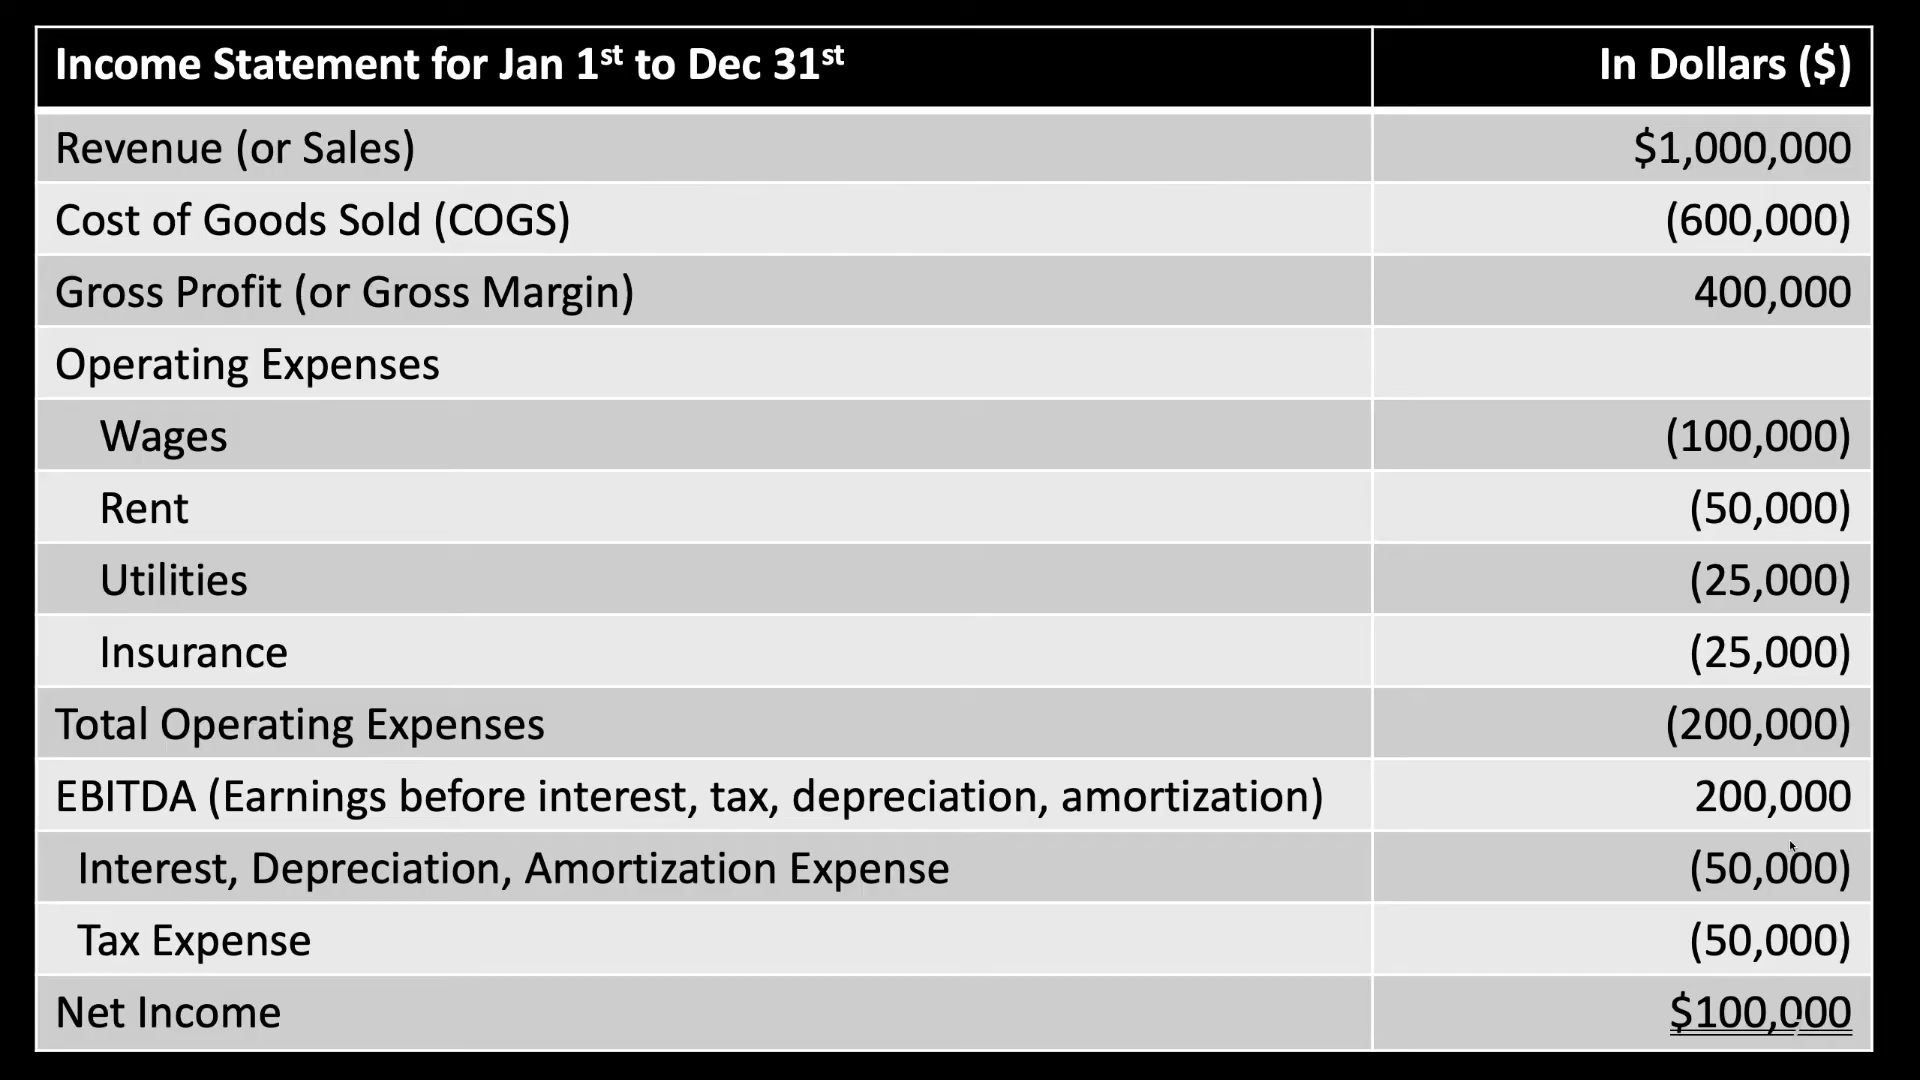 Income Statement for Jan 1st to Dec 31st In Dollars ($)
Revenue (or Sales) $1,000,000
Cost of Goods Sold (COGS) (600,000)
Gross Profit (or Gross Margin) 400,000
Operating Expenses
Wages (100,000)
Rent (50,000)
Utilities (25,000)
Insurance (25,000)
Total Operating Expenses (200,000)
EBITDA (Earnings before interest, tax, depreciation, amortization) 200,000
Interest, Depreciation, Amortization Expense (50,000)
Tax Expense (50,000)
Net Income $100,000